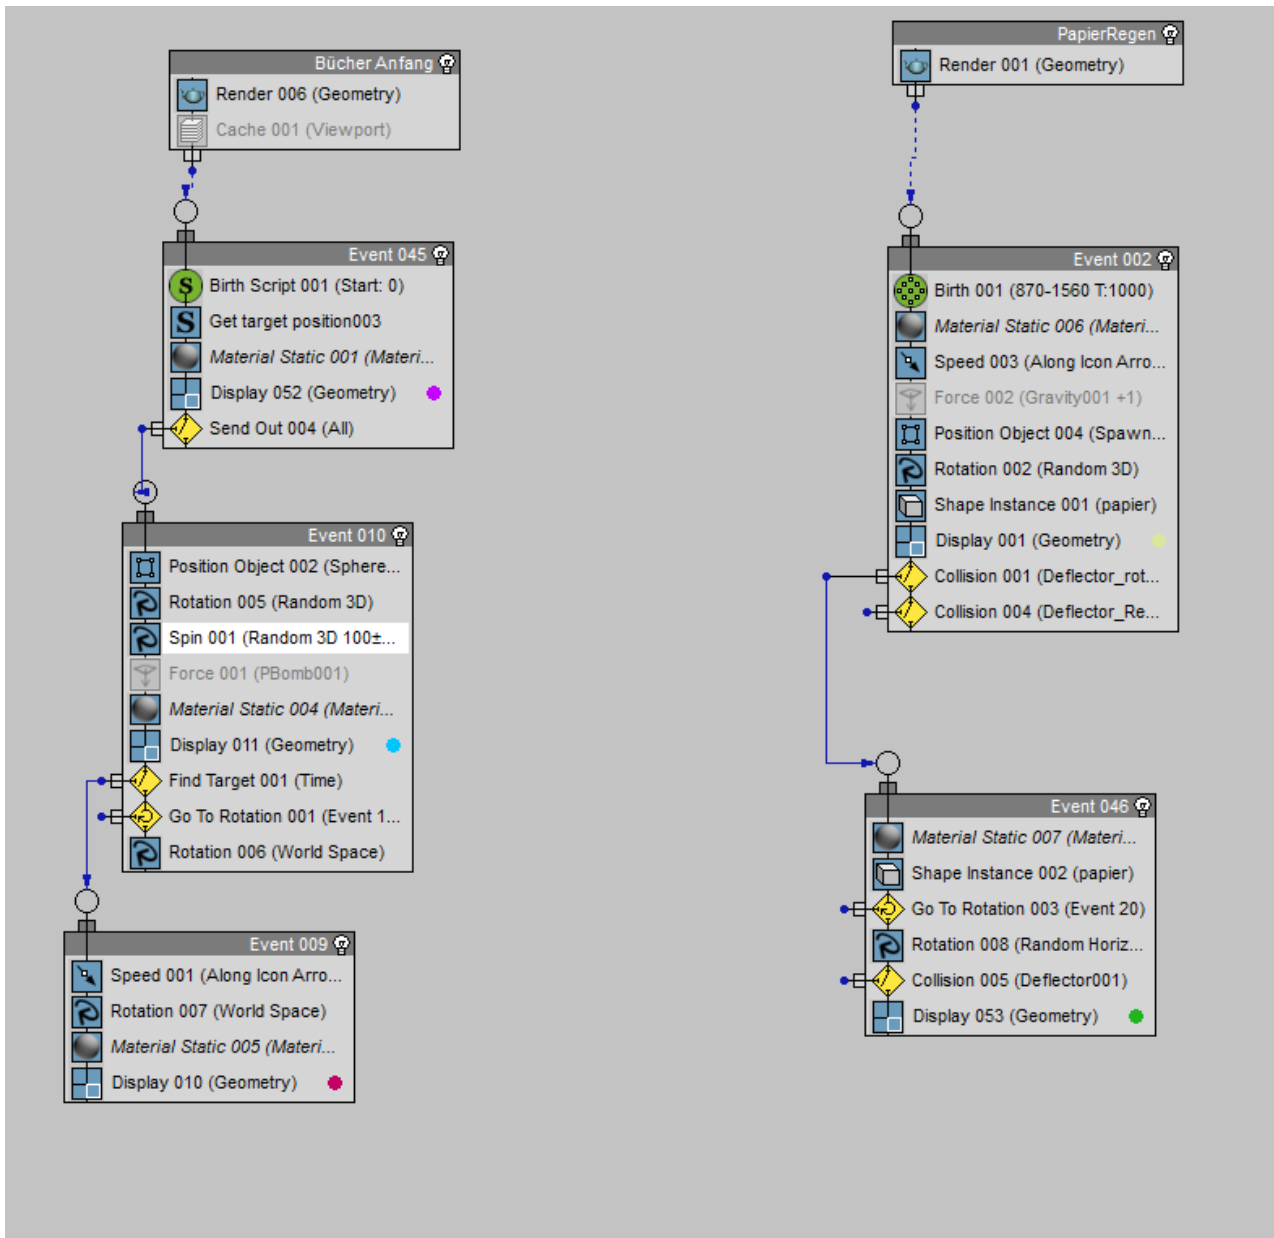 Bücher Anfang
Render 006 (Geometry)
Cache 001 (Viewport)
Event 045
Birth Script 001 (Start: 0)
Get target position003
Material Static 001 (Materi...
Display 052 (Geometry)
Send Out 004 (All)
Event 010
Position Object 002 (Sphere...
Rotation 005 (Random 3D)
Spin 001 (Random 3D 100±...
Force 001 (PBomb001)
Material Static 004 (Materi...
Display 011 (Geometry)
Find Target 001 (Time)
Go To Rotation 001 (Event 1...
Rotation 006 (World Space)
Event 009
Speed 001 (Along Icon Arro...
Rotation 007 (World Space)
Material Static 005 (Materi...
Display 010 (Geometry)
PapierRegen
Render 001 (Geometry)
Event 002
Birth 001 (870-1560 T:1000)
Material Static 006 (Materi...
Speed 003 (Along Icon Arro...
Force 002 (Gravity001 +1)
Position Object 004 (Spawn...
Rotation 002 (Random 3D)
Shape Instance 001 (papier)
Display 001 (Geometry)
Collision 001 (Deflector_rot...
Collision 004 (Deflector_Re...
Event 046
Material Static 007 (Materi...
Shape Instance 002 (papier)
Go To Rotation 003 (Event 20)
Rotation 008 (Random Horiz...
Collision 005 (Deflector001)
Display 053 (Geometry)